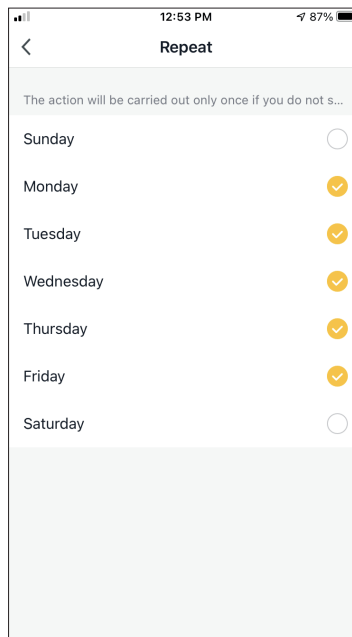 12:53 PM
87%
Repeat
The action will be carried out only once if you do not s...
Sunday
Monday
Tuesday
Wednesday
Thursday
Friday
Saturday